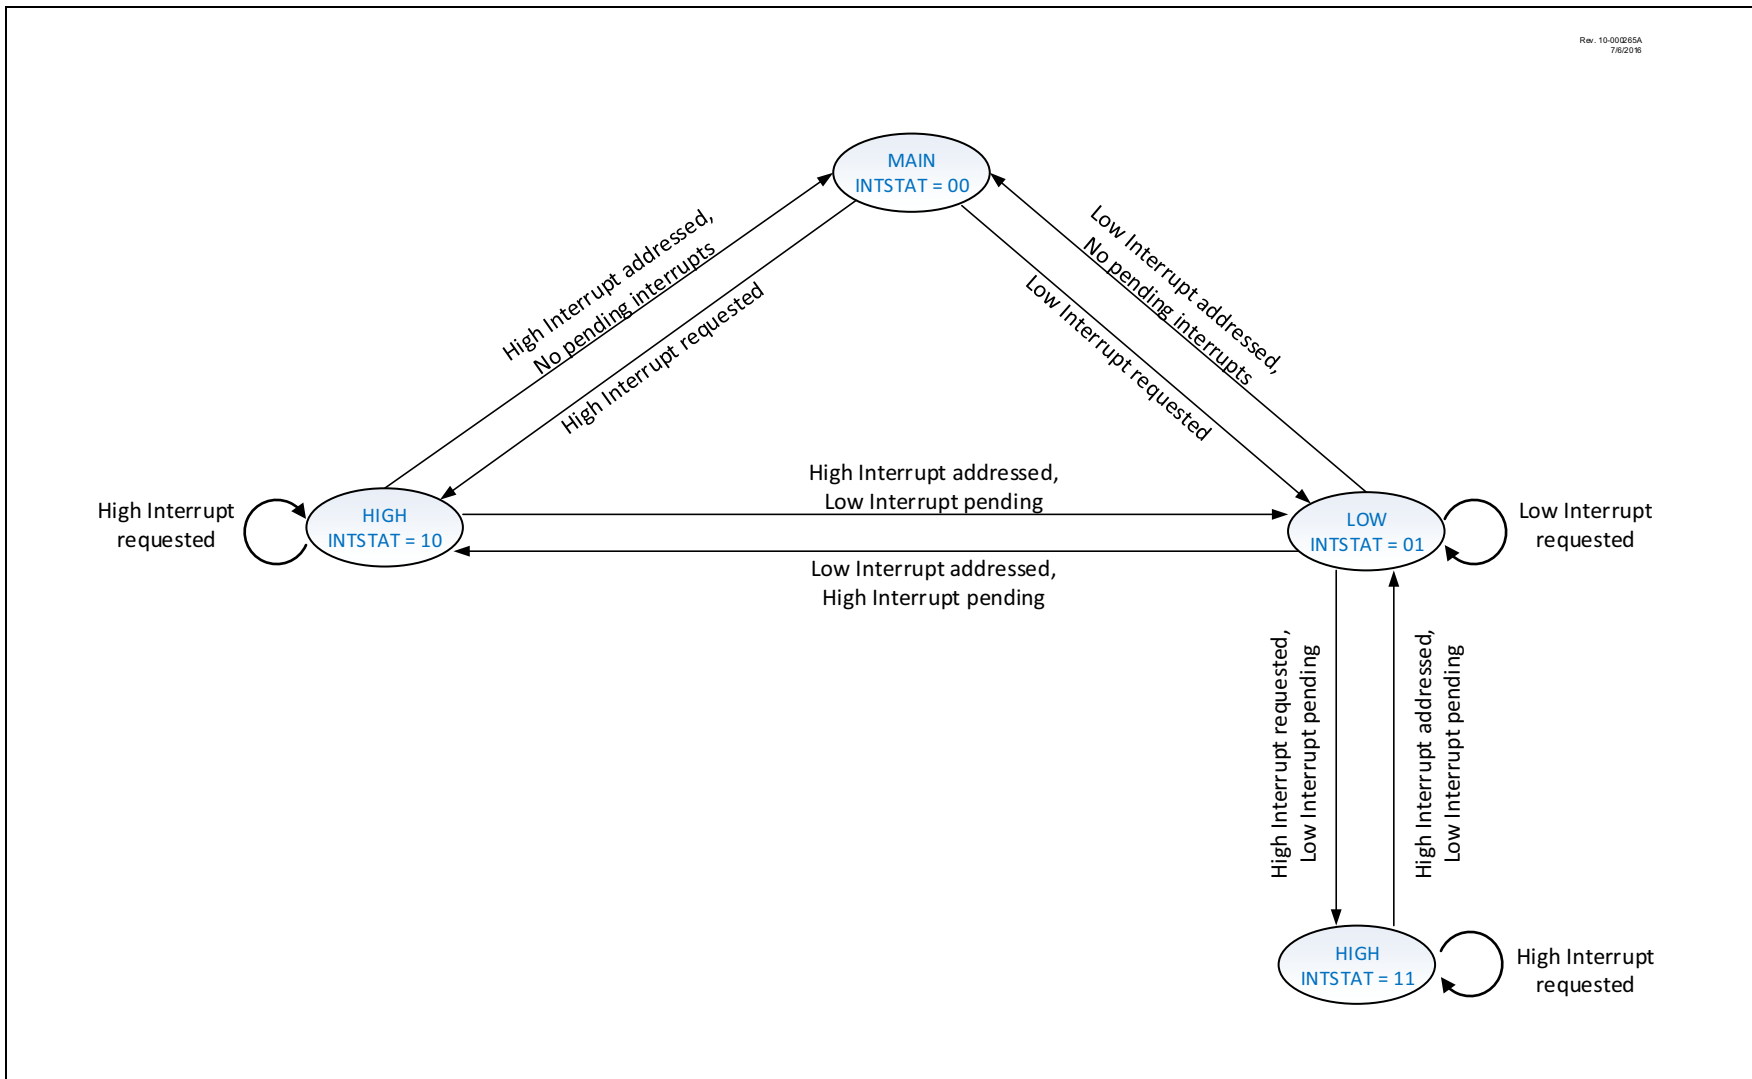 Rev. 10-000265A
7/6/2016
MAIN
INTSTAT = 00
High Interrupt addressed,
No pending interrupts
High Interrupt requested
Low Interrupt addressed,
No pending interrupts
Low Interrupt requested
High Interrupt addressed,
Low Interrupt pending
High Interrupt
requested
HIGH
INTSTAT = 10
LOW
INTSTAT = 01
Low Interrupt
requested
Low Interrupt addressed,
High Interrupt pending
High Interrupt requested,
Low Interrupt pending
High Interrupt addressed,
Low Interrupt pending
HIGH
INTSTAT = 11
High Interrupt
requested